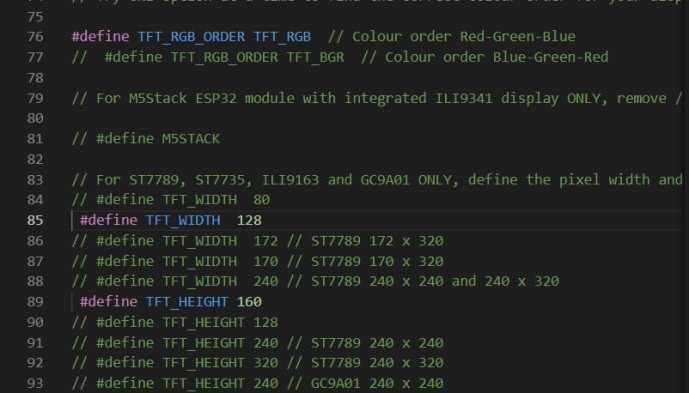 75
76 #define TFT_RGB_ORDER TFT_RGB  // Colour order Red-Green-Blue
77 //  #define TFT_RGB_ORDER TFT_BGR  // Colour order Blue-Green-Red
78
79 // For M5Stack ESP32 module with integrated ILI9341 display ONLY, remove /
80
81 // #define M5STACK
82
83 // For ST7789, ST7735, ILI9163 and GC9A01 ONLY, define the pixel width and
84 // #define TFT_WIDTH  80
85  #define TFT_WIDTH  128
86 // #define TFT_WIDTH  172 // ST7789 172 x 320
87 // #define TFT_WIDTH  170 // ST7789 170 x 320
88 // #define TFT_WIDTH  240 // ST7789 240 x 240 and 240 x 320
89  #define TFT_HEIGHT 160
90 // #define TFT_HEIGHT 128
91 // #define TFT_HEIGHT 240 // ST7789 240 x 240
92 // #define TFT_HEIGHT 320 // ST7789 240 x 320
93 // #define TFT_HEIGHT 240 // GC9A01 240 x 240